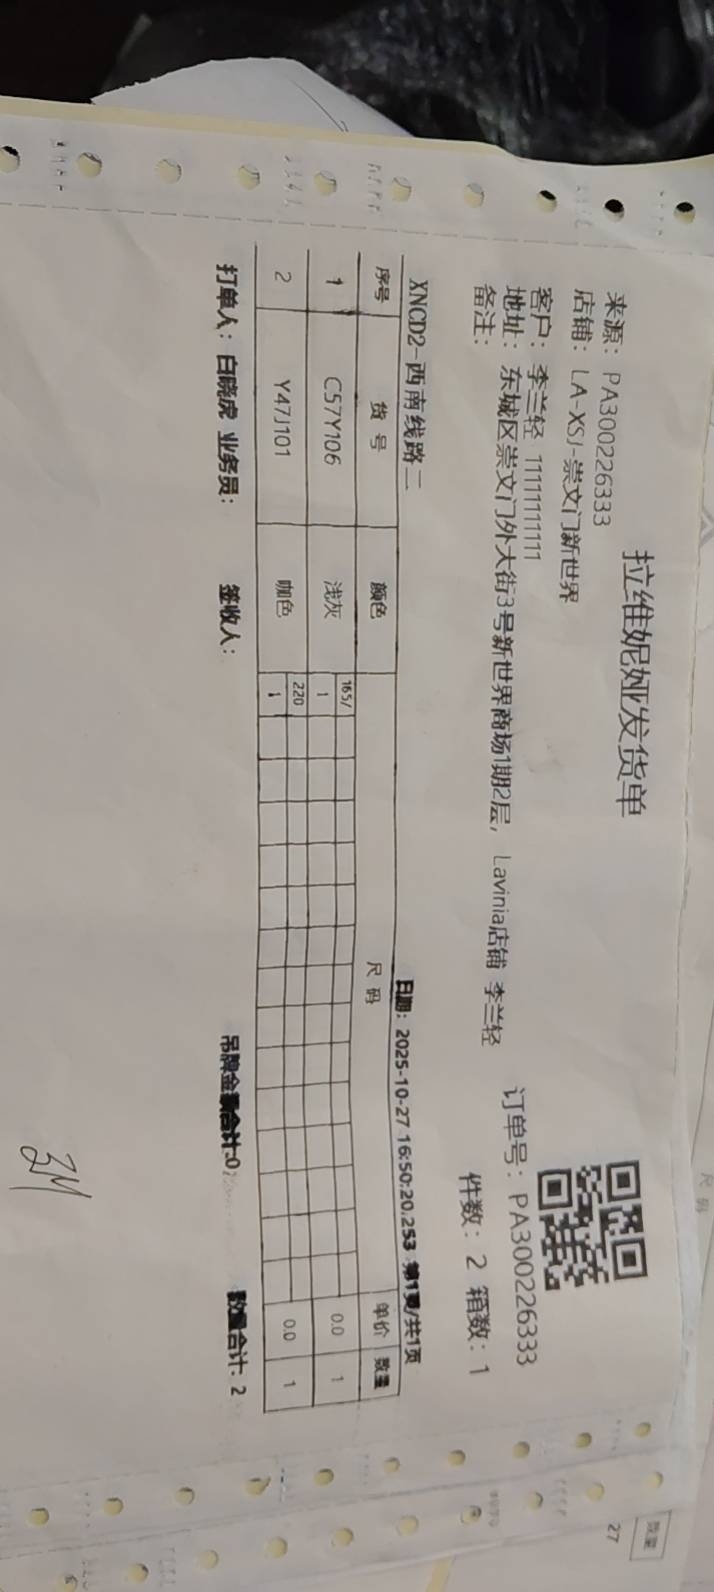 拉维妮娅发货单
来源：PA300226333
店铺：LA-XSJ-崇文门新世界
订单号：PA300226333
客户：李兰轻 11111111111
地址：东城区崇文门外大街3号新世界商场1期2层，Lavinia店铺 李兰轻
件数：2 箱数：1
备注：
XNCD2-西南线路二 日期：2025-10-27 16:50:20.253 第1页/共1页
序号 货号 颜色 尺码 单价 数量
1 C57Y106 浅灰 165/ 1 0.0 1
2 Y47J101 咖色 220 1 0.0 1
打单人：白晓虎 业务员： 签收人： 吊牌金额合计:0 数量合计：2
尺码
数量
27